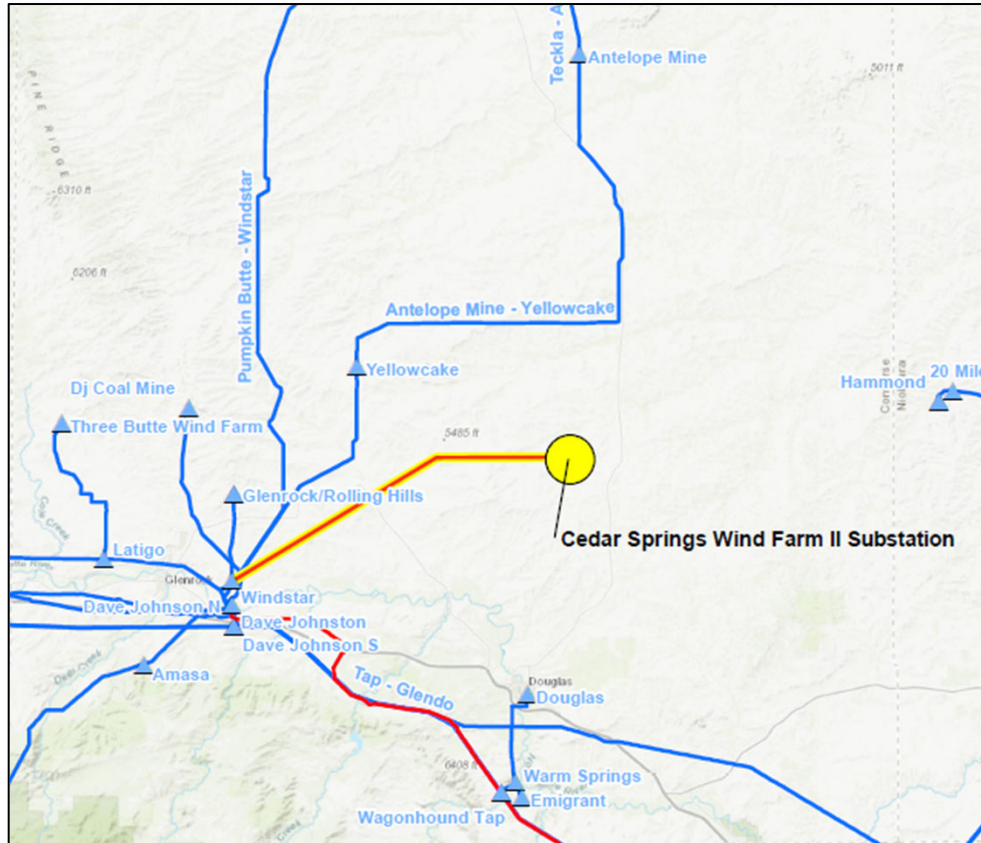 Teckla - A
Antelope Mine
5011 ft
PINE RIDGE
6310 ft
6206 ft
Pumpkin Butte - Windstar
Antelope Mine - Yellowcake
Yellowcake
Dj Coal Mine
Three Butte Wind Farm
Hammond
20 Mile
Converse
Niobrara
5485 ft
Glenrock/Rolling Hills
Cedar Springs Wind Farm II Substation
Latigo
Glenrock
Windstar
Dave Johnson N
Dave Johnston
Dave Johnson S
Amasa
Tap - Glendo
Douglas
Douglas
6408 ft
Warm Springs
Emigrant
Wagonhound Tap